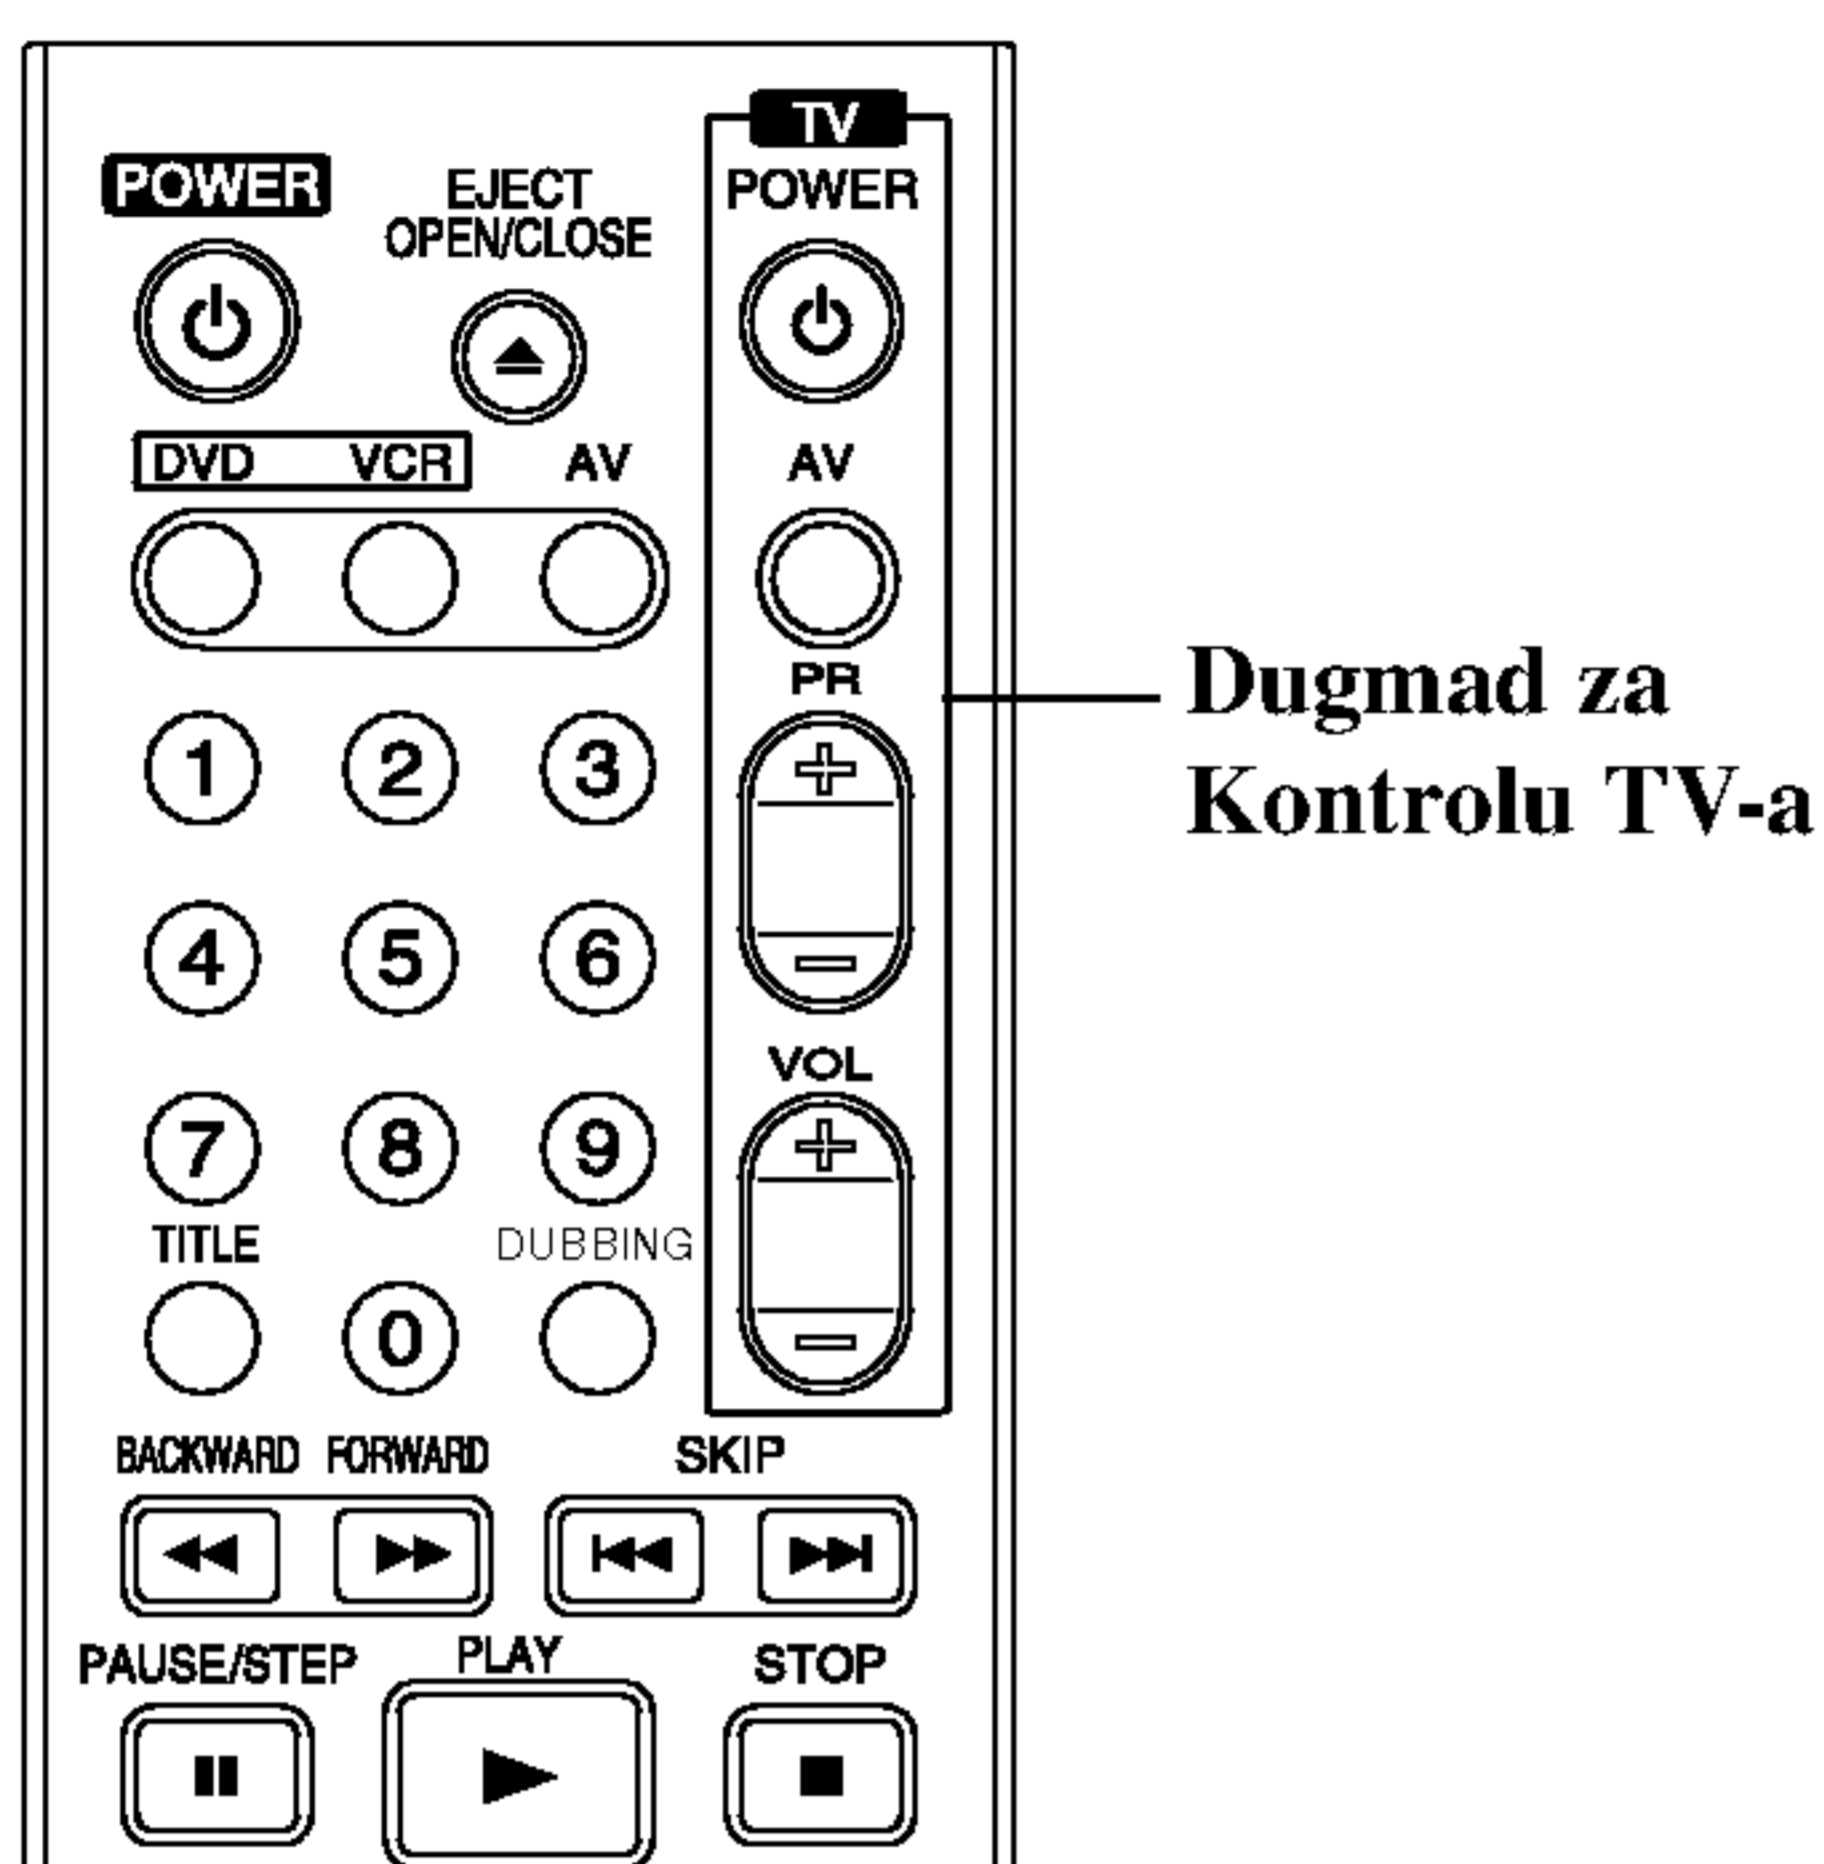 TV
POWER
EJECT
OPEN/CLOSE
POWER
DVD VCR AV
AV
PR
Dugmad za
Kontrolu TV-a
1 2 3
+
4 5 6
−
VOL
7 8 9
+
TITLE
DUBBING
0
−
BACKWARD FORWARD SKIP
PAUSE/STEP PLAY STOP